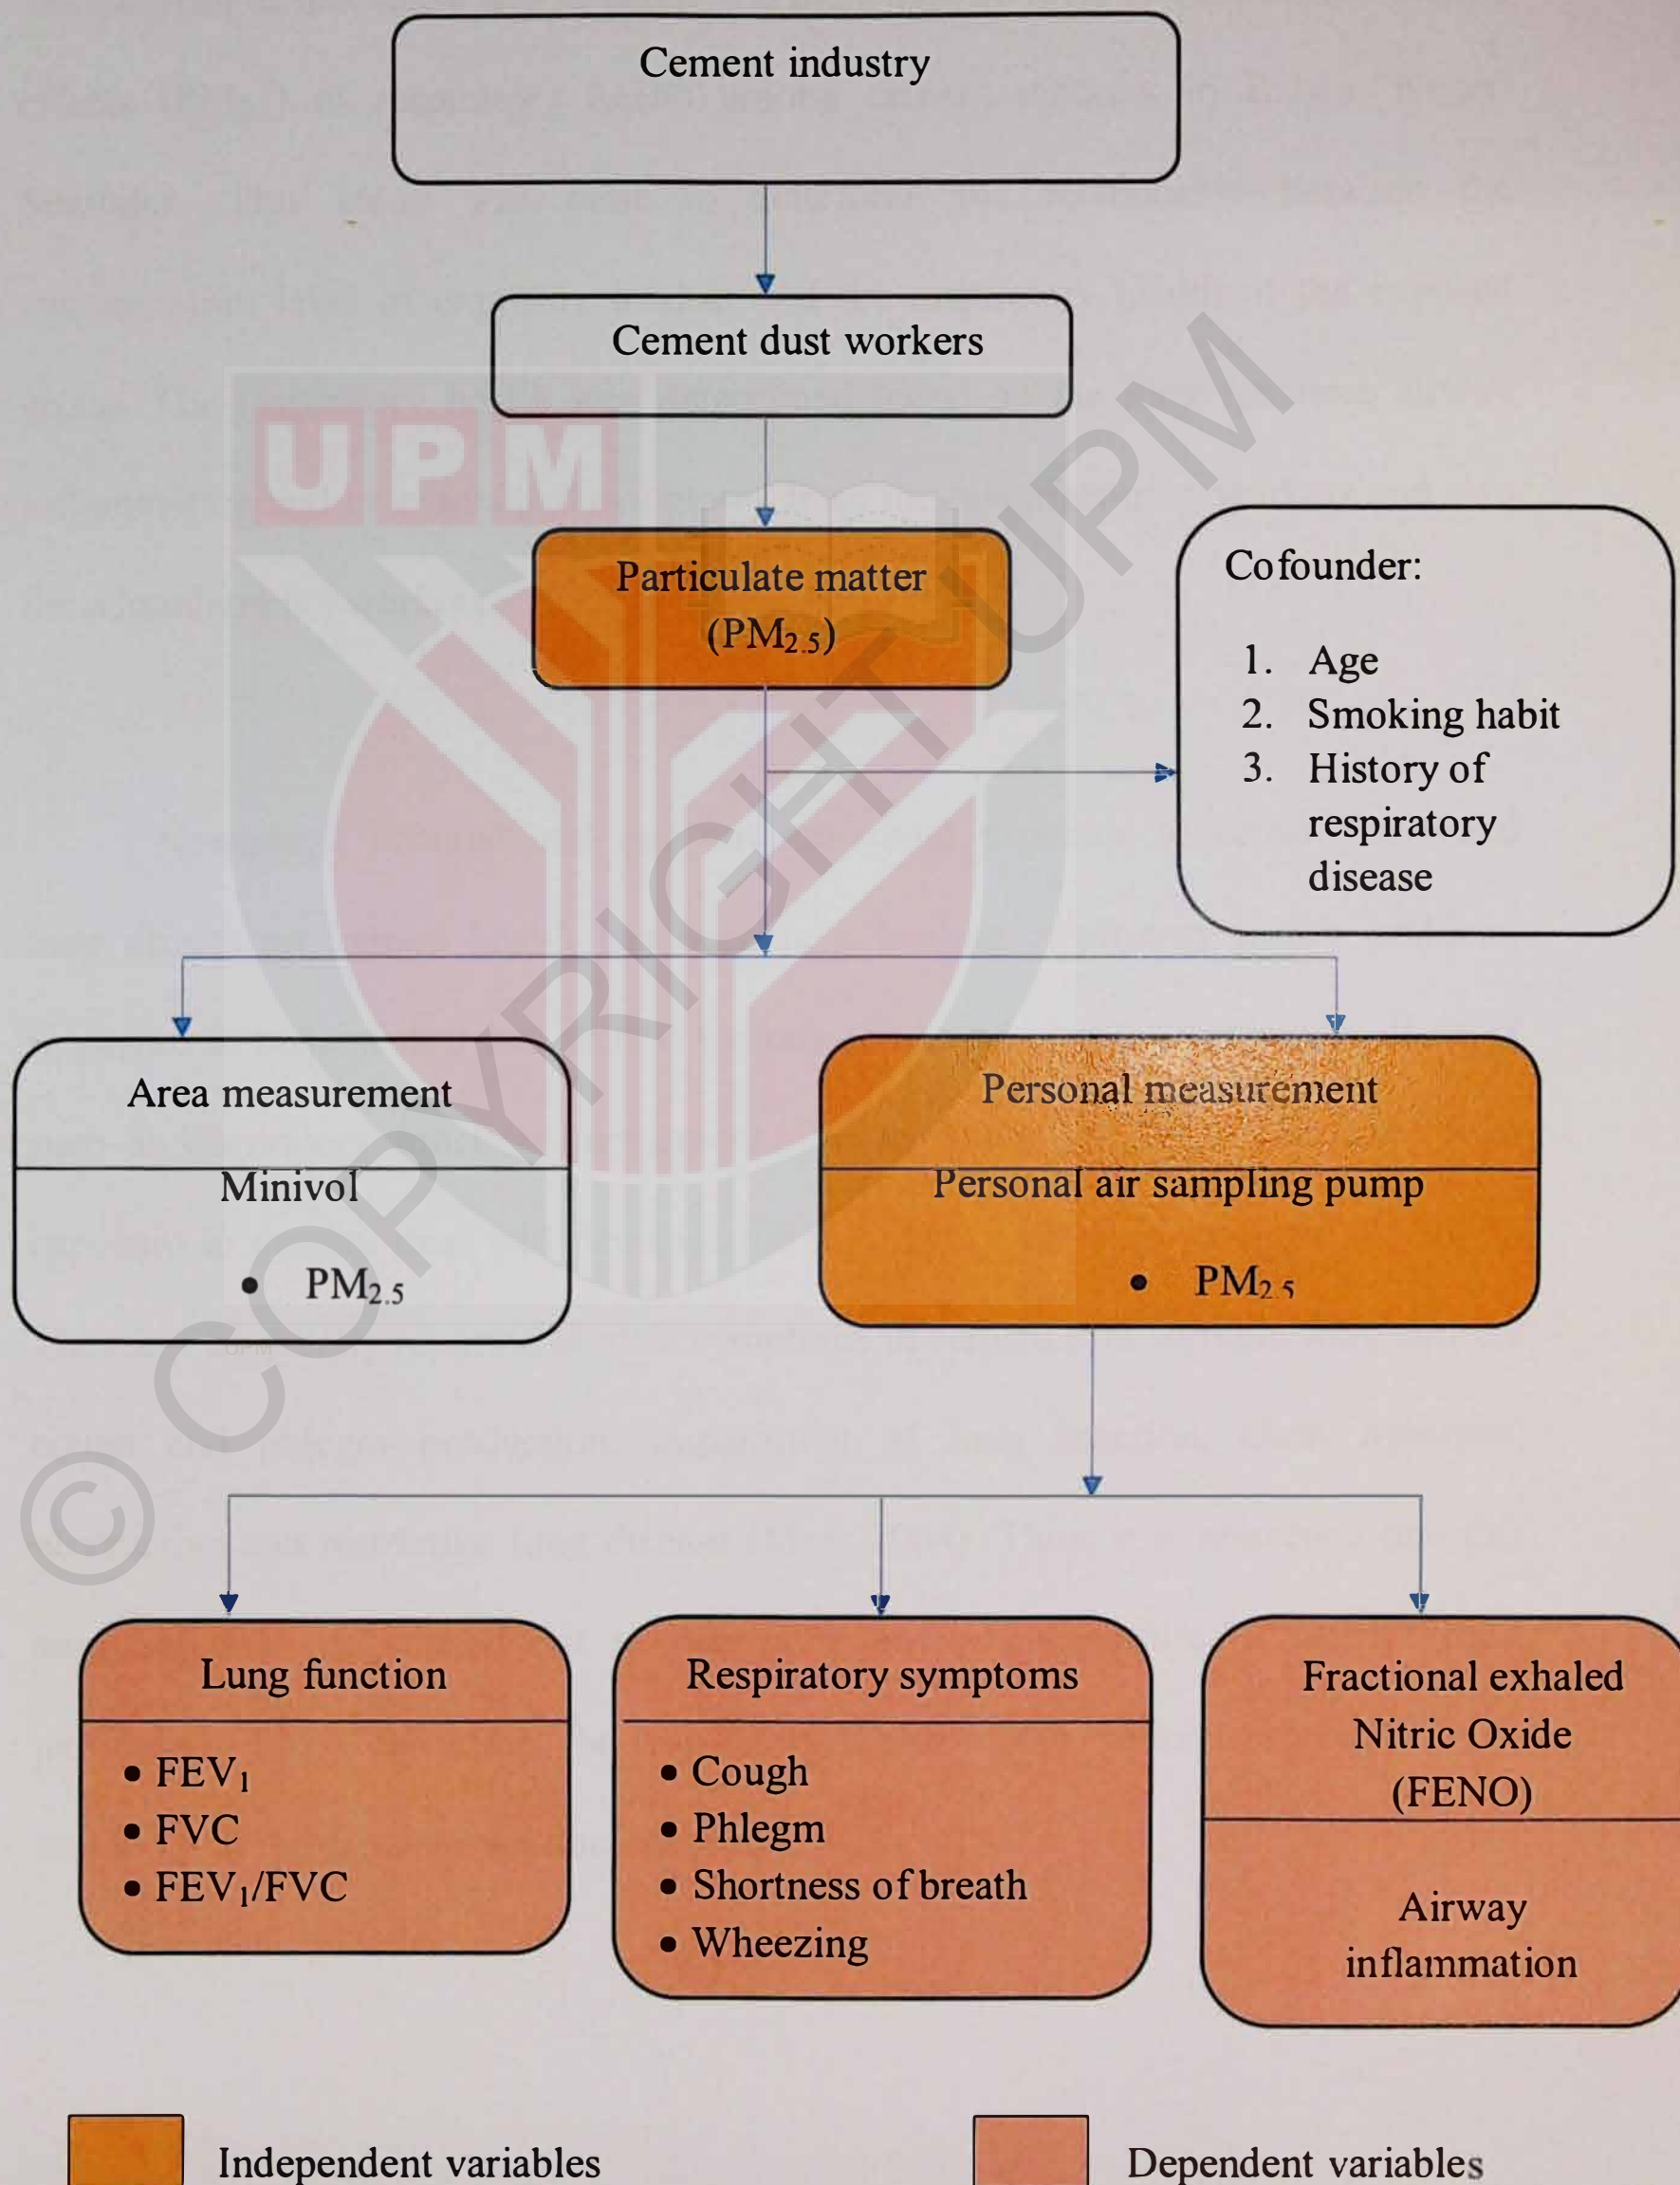 Cement industry
Cement dust workers
UPM
Particulate matter
(PM2.5)
Cofounder:
1. Age
2. Smoking habit
3. History of
respiratory
disease
Area measurement
Minivol
• PM2.5
Personal measurement
Personal air sampling pump
• PM2.5
Lung function
• FEV1
• FVC
• FEV1/FVC
Respiratory symptoms
• Cough
• Phlegm
• Shortness of breath
• Wheezing
Fractional exhaled
Nitric Oxide
(FENO)
Airway
inflammation
Independent variables
Dependent variables
© COPYRIGHT UPM